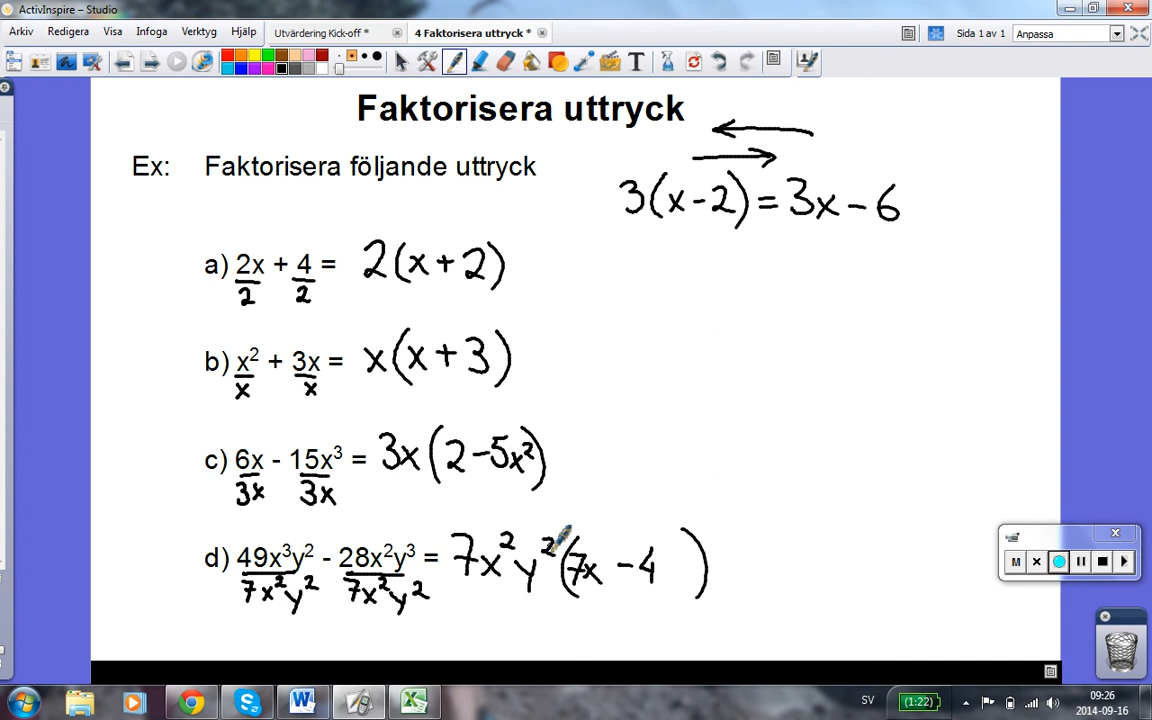 ActivInspire – Studio
Arkiv Redigera Visa Infoga Verktyg Hjälp Utvärdering Kick-off * 4 Faktorisera uttryck * Sida 1 av 1 Anpassa
Faktorisera uttryck
Ex: Faktorisera följande uttryck
3(x-2)=3x-6
a) 2x + 4 = 2(x+2)
2 2
b) x² + 3x = x(x+3)
x x
c) 6x - 15x³ = 3x(2-5x²)
3x 3x
d) 49x³y² - 28x²y³ = 7x²y²(7x-4 )
7x²y² 7x²y²
M
SV (1:22) 09:26
2014-09-16